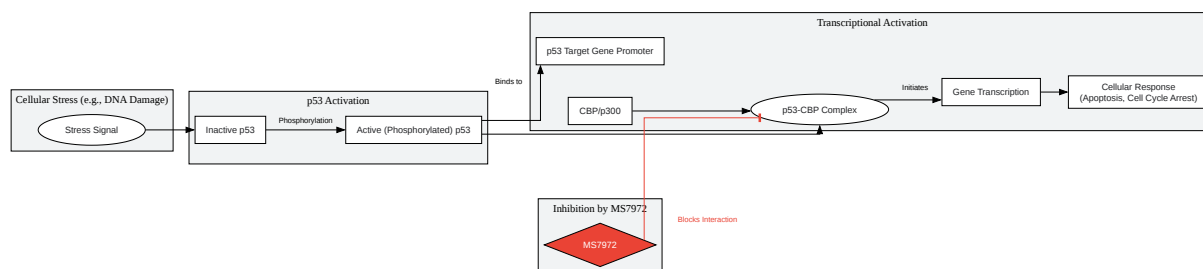 Transcriptional Activation
p53 Target Gene Promoter
Binds to
Cellular Stress (e.g., DNA Damage)
p53 Activation
Initiates
Gene Transcription
Cellular Response
(Apoptosis, Cell Cycle Arrest)
CBP/p300
p53-CBP Complex
Stress Signal
Inactive p53
Phosphorylation
Active (Phosphorylated) p53
Inhibition by MS7972
Blocks Interaction
MS7972